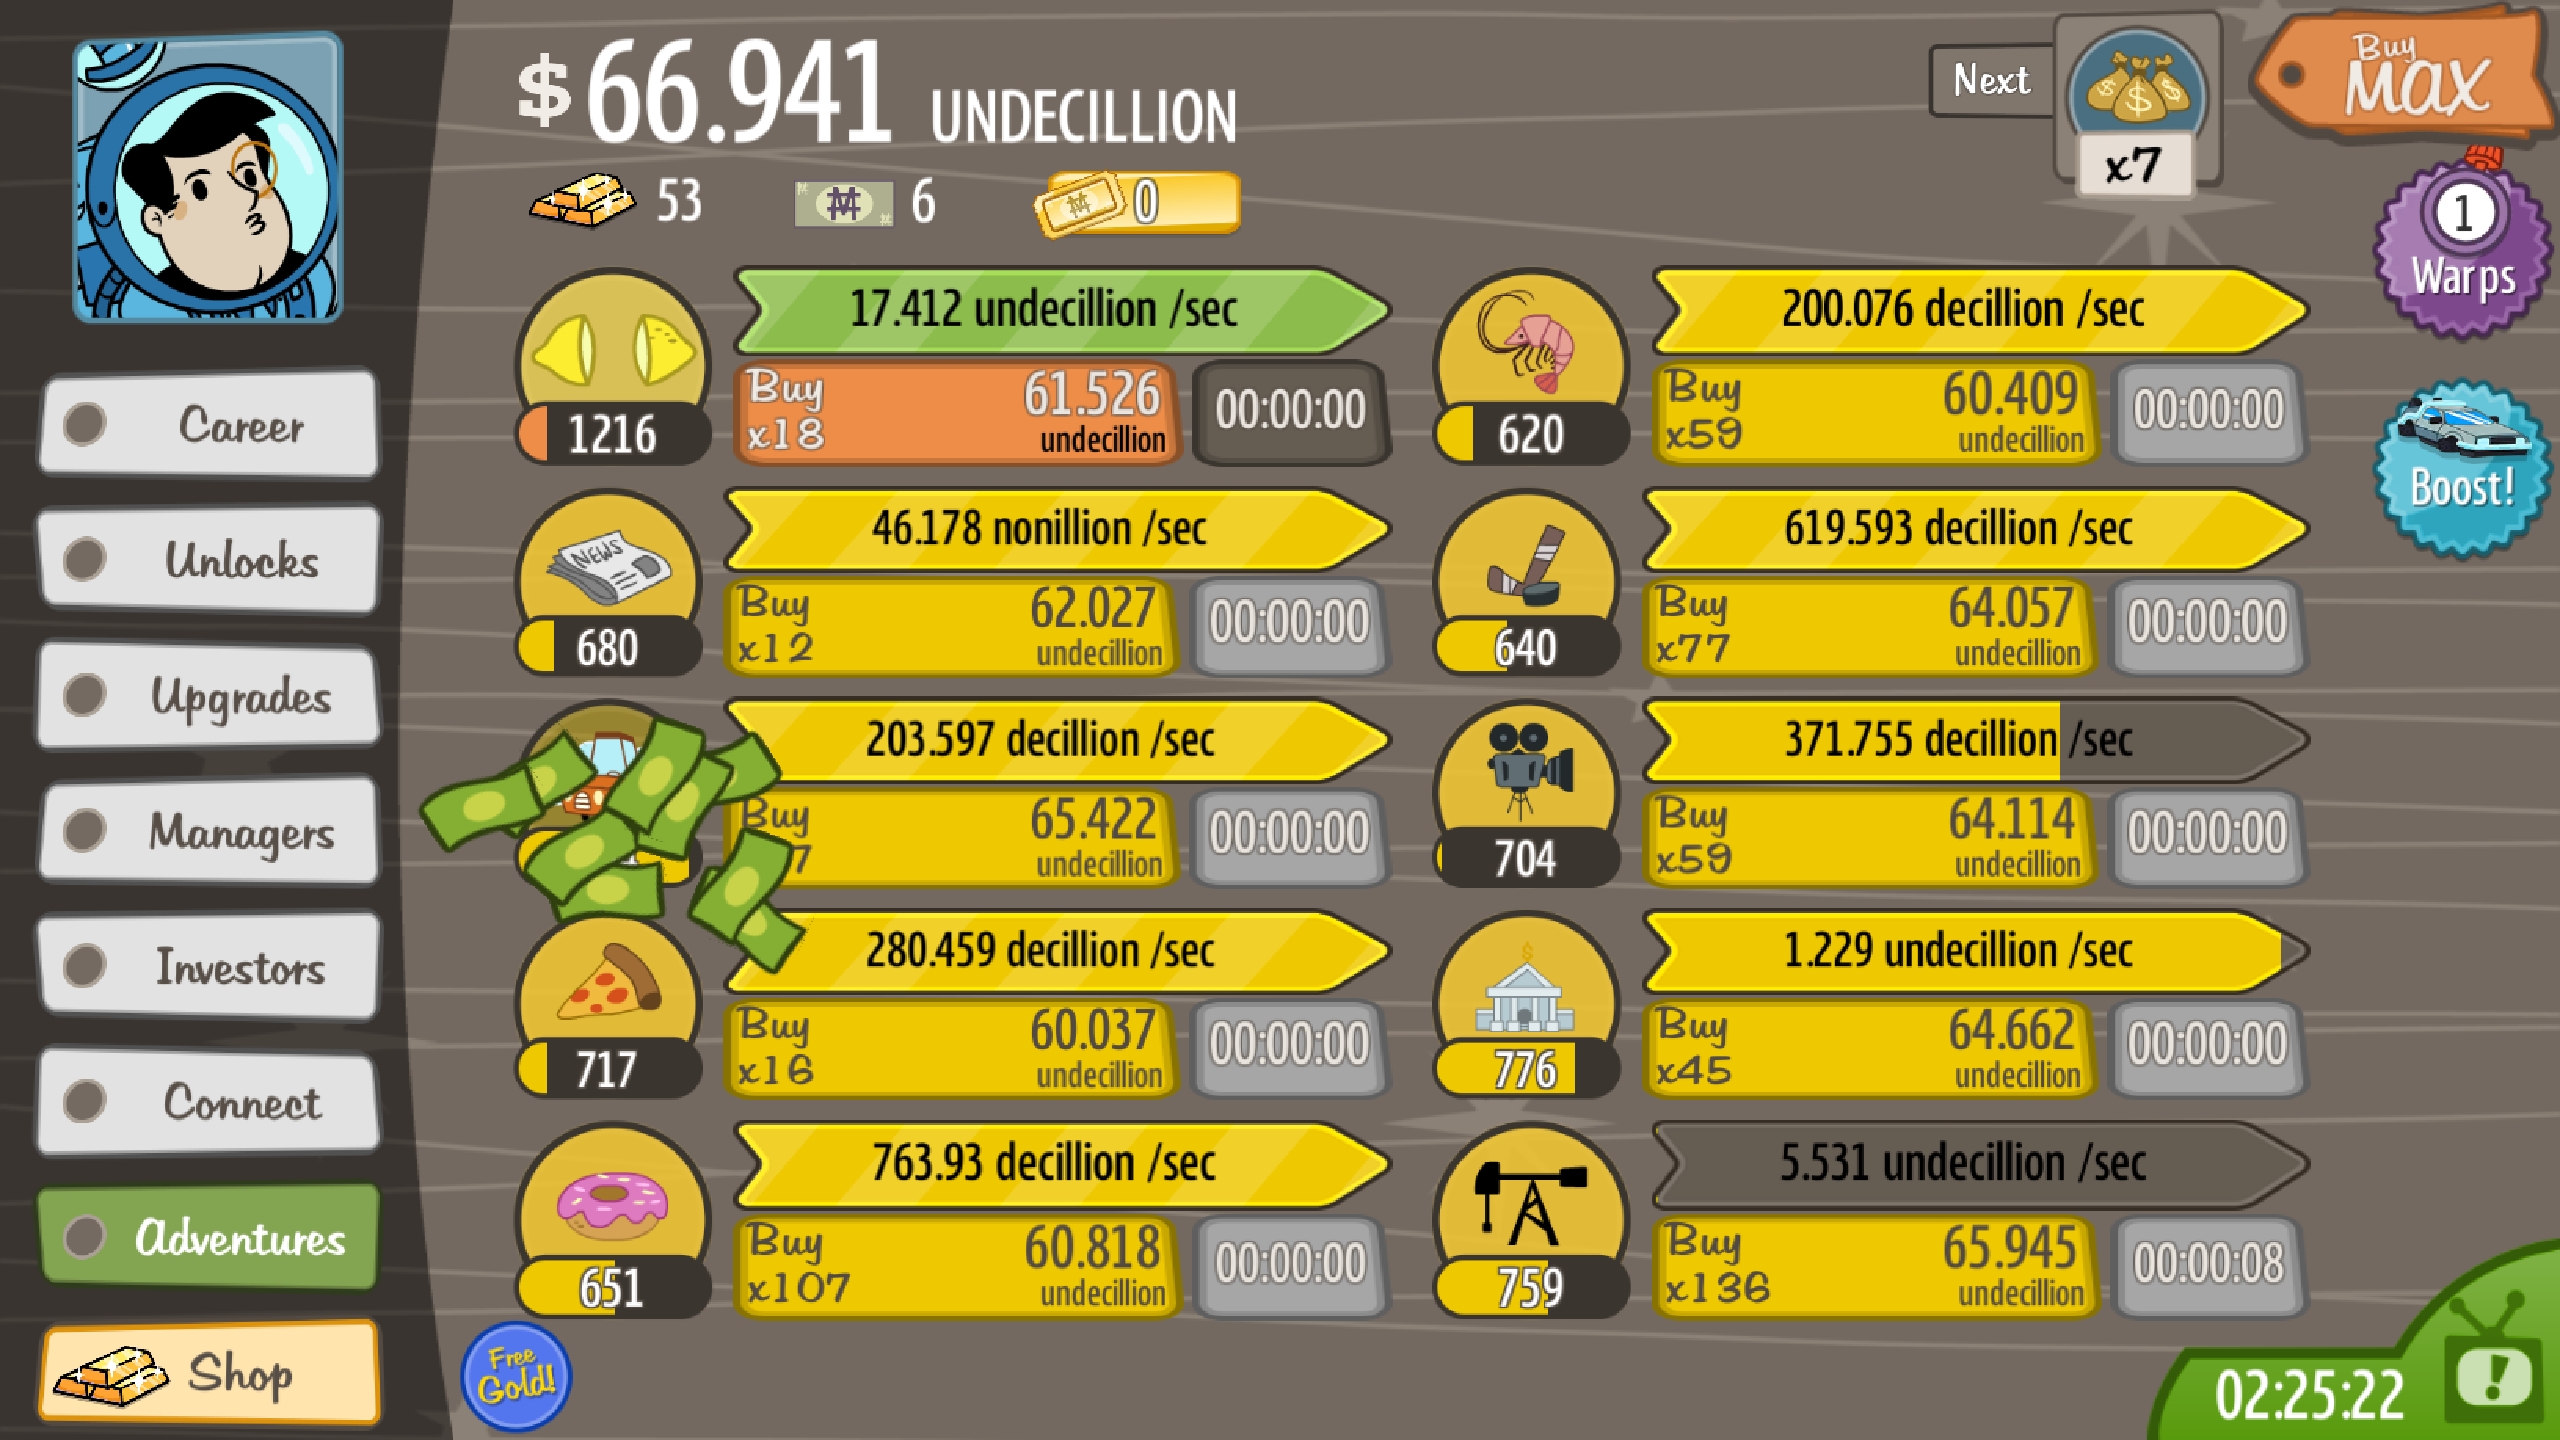 $66.941 UNDECILLION
53 6 0
Next
x7
Buy
MAX
1
Warps
Boost!
Career
Unlocks
Upgrades
Managers
Investors
Connect
Adventures
Shop
17.412 undecillion /sec
Buy 61.526
x18 undecillion
00:00:00
1216
200.076 decillion /sec
Buy 60.409
x59 undecillion
00:00:00
620
NEWS
46.178 nonillion /sec
Buy 62.027
x12 undecillion
00:00:00
680
619.593 decillion /sec
Buy 64.057
x77 undecillion
00:00:00
640
203.597 decillion /sec
Buy 65.422
7 undecillion
00:00:00
371.755 decillion /sec
Buy 64.114
x59 undecillion
00:00:00
704
280.459 decillion /sec
Buy 60.037
x16 undecillion
00:00:00
717
1.229 undecillion /sec
Buy 64.662
x45 undecillion
00:00:00
776
763.93 decillion /sec
Buy 60.818
x107 undecillion
00:00:00
651
5.531 undecillion /sec
Buy 65.945
x136 undecillion
00:00:08
759
Free
Gold!
02:25:22
!